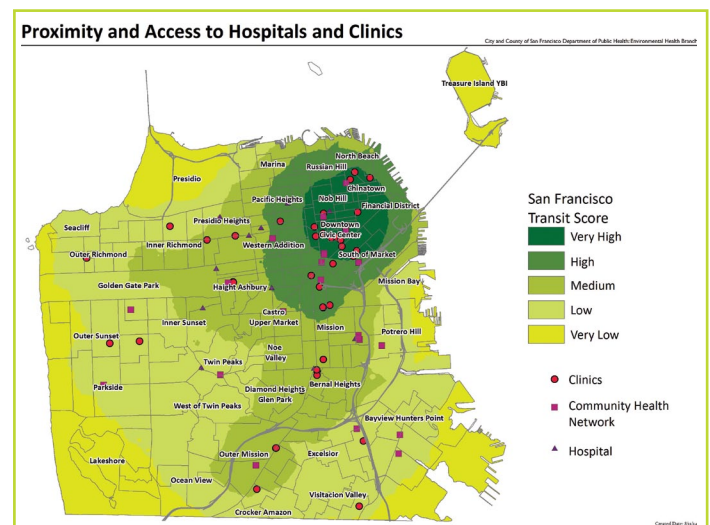 Proximity and Access to Hospitals and Clinics
City and County of San Francisco Department of Public Health: Environmental Health Branch
Treasure Island YBI
North Beach
Marina
Russian Hill
Presidio
Chinatown
Pacific Heights
Nob Hill
Financial District
Presidio Heights
Seacliff
Downtown
Inner Richmond
Western Addition
Civic Center
Outer Richmond
South of Market
Golden Gate Park
Haight Ashbury
Mission Bay
Castro
Inner Sunset
Upper Market
Mission
Potrero Hill
Outer Sunset
Noe
Valley
Twin Peaks
Parkside
Diamond Heights
Bernal Heights
Glen Park
West of Twin Peaks
Bayview Hunters Point
Lakeshore
Outer Mission
Excelsior
Ocean View
Visitacion Valley
Crocker Amazon
San Francisco
Transit Score
Very High
High
Medium
Low
Very Low
Clinics
Community Health
Network
Hospital